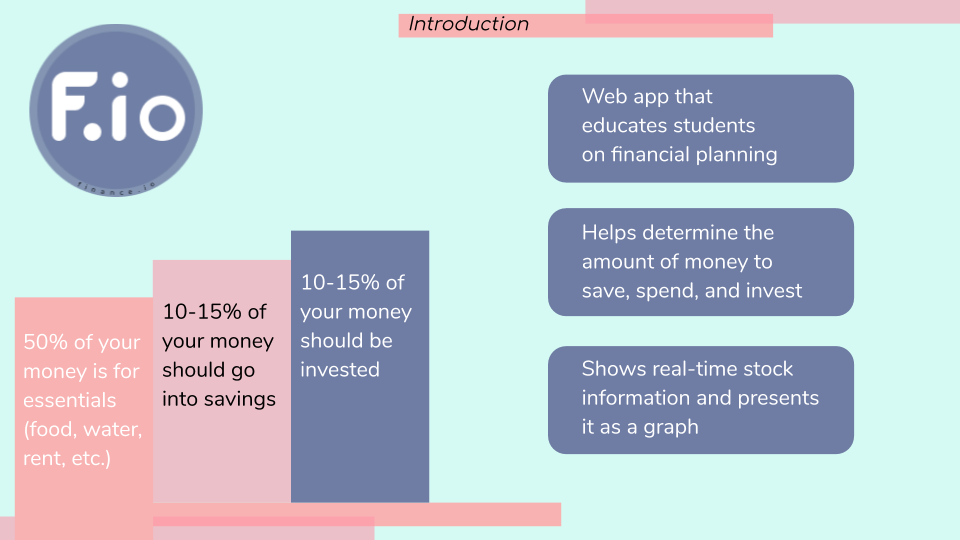 Introduction
F.io
finance.io
Web app that
educates students
on financial planning
Helps determine the
amount of money to
save, spend, and invest
Shows real-time stock
information and presents
it as a graph
50% of your
money is for
essentials
(food, water,
rent, etc.)
10-15% of
your money
should go
into savings
10-15% of
your money
should be
invested